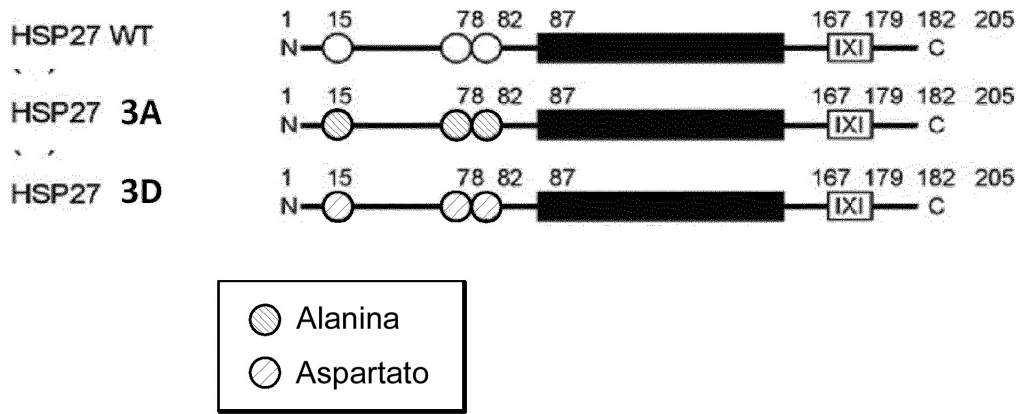 1 15 78 82 87 167 179 182 205
HSP27 WT N IXI C
1 15 78 82 87 167 179 182 205
HSP27 3A N IXI C
1 15 78 82 87 167 179 182 205
HSP27 3D N IXI C
Alanina
Aspartato